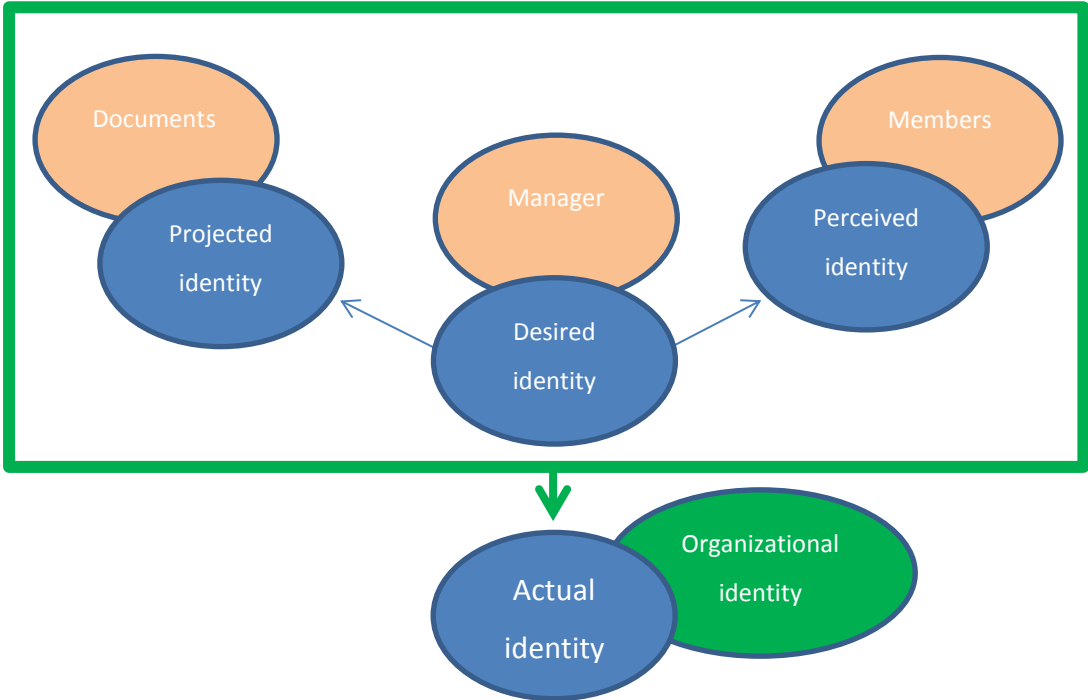 Documents
Projected
identity
Manager
Desired
identity
Members
Perceived
identity
Actual
identity
Organizational
identity